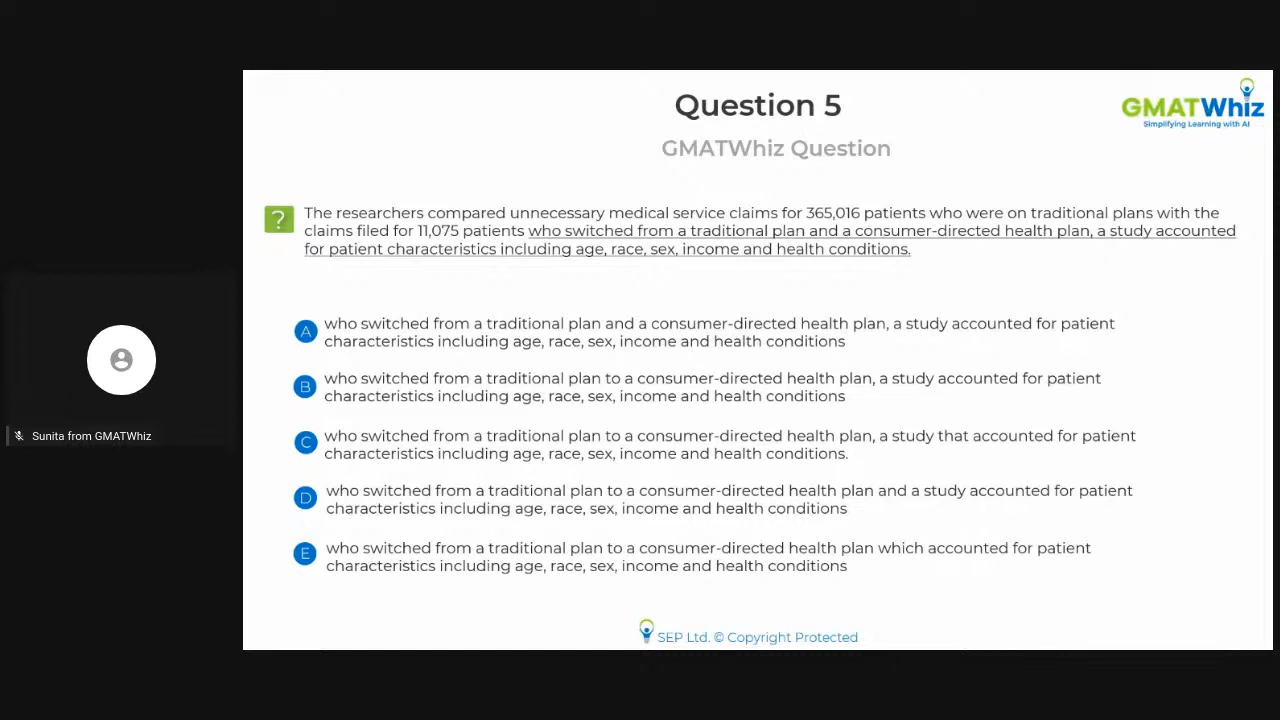 Question 5
GMATWhiz
Simplifying Learning with AI
GMATWhiz Question
? The researchers compared unnecessary medical service claims for 365,016 patients who were on traditional plans with the
claims filed for 11,075 patients who switched from a traditional plan and a consumer-directed health plan, a study accounted
for patient characteristics including age, race, sex, income and health conditions.
A who switched from a traditional plan and a consumer-directed health plan, a study accounted for patient
characteristics including age, race, sex, income and health conditions
B who switched from a traditional plan to a consumer-directed health plan, a study accounted for patient
characteristics including age, race, sex, income and health conditions
C who switched from a traditional plan to a consumer-directed health plan, a study that accounted for patient
characteristics including age, race, sex, income and health conditions.
D who switched from a traditional plan to a consumer-directed health plan and a study accounted for patient
characteristics including age, race, sex, income and health conditions
E who switched from a traditional plan to a consumer-directed health plan which accounted for patient
characteristics including age, race, sex, income and health conditions
Sunita from GMATWhiz
SEP Ltd. © Copyright Protected